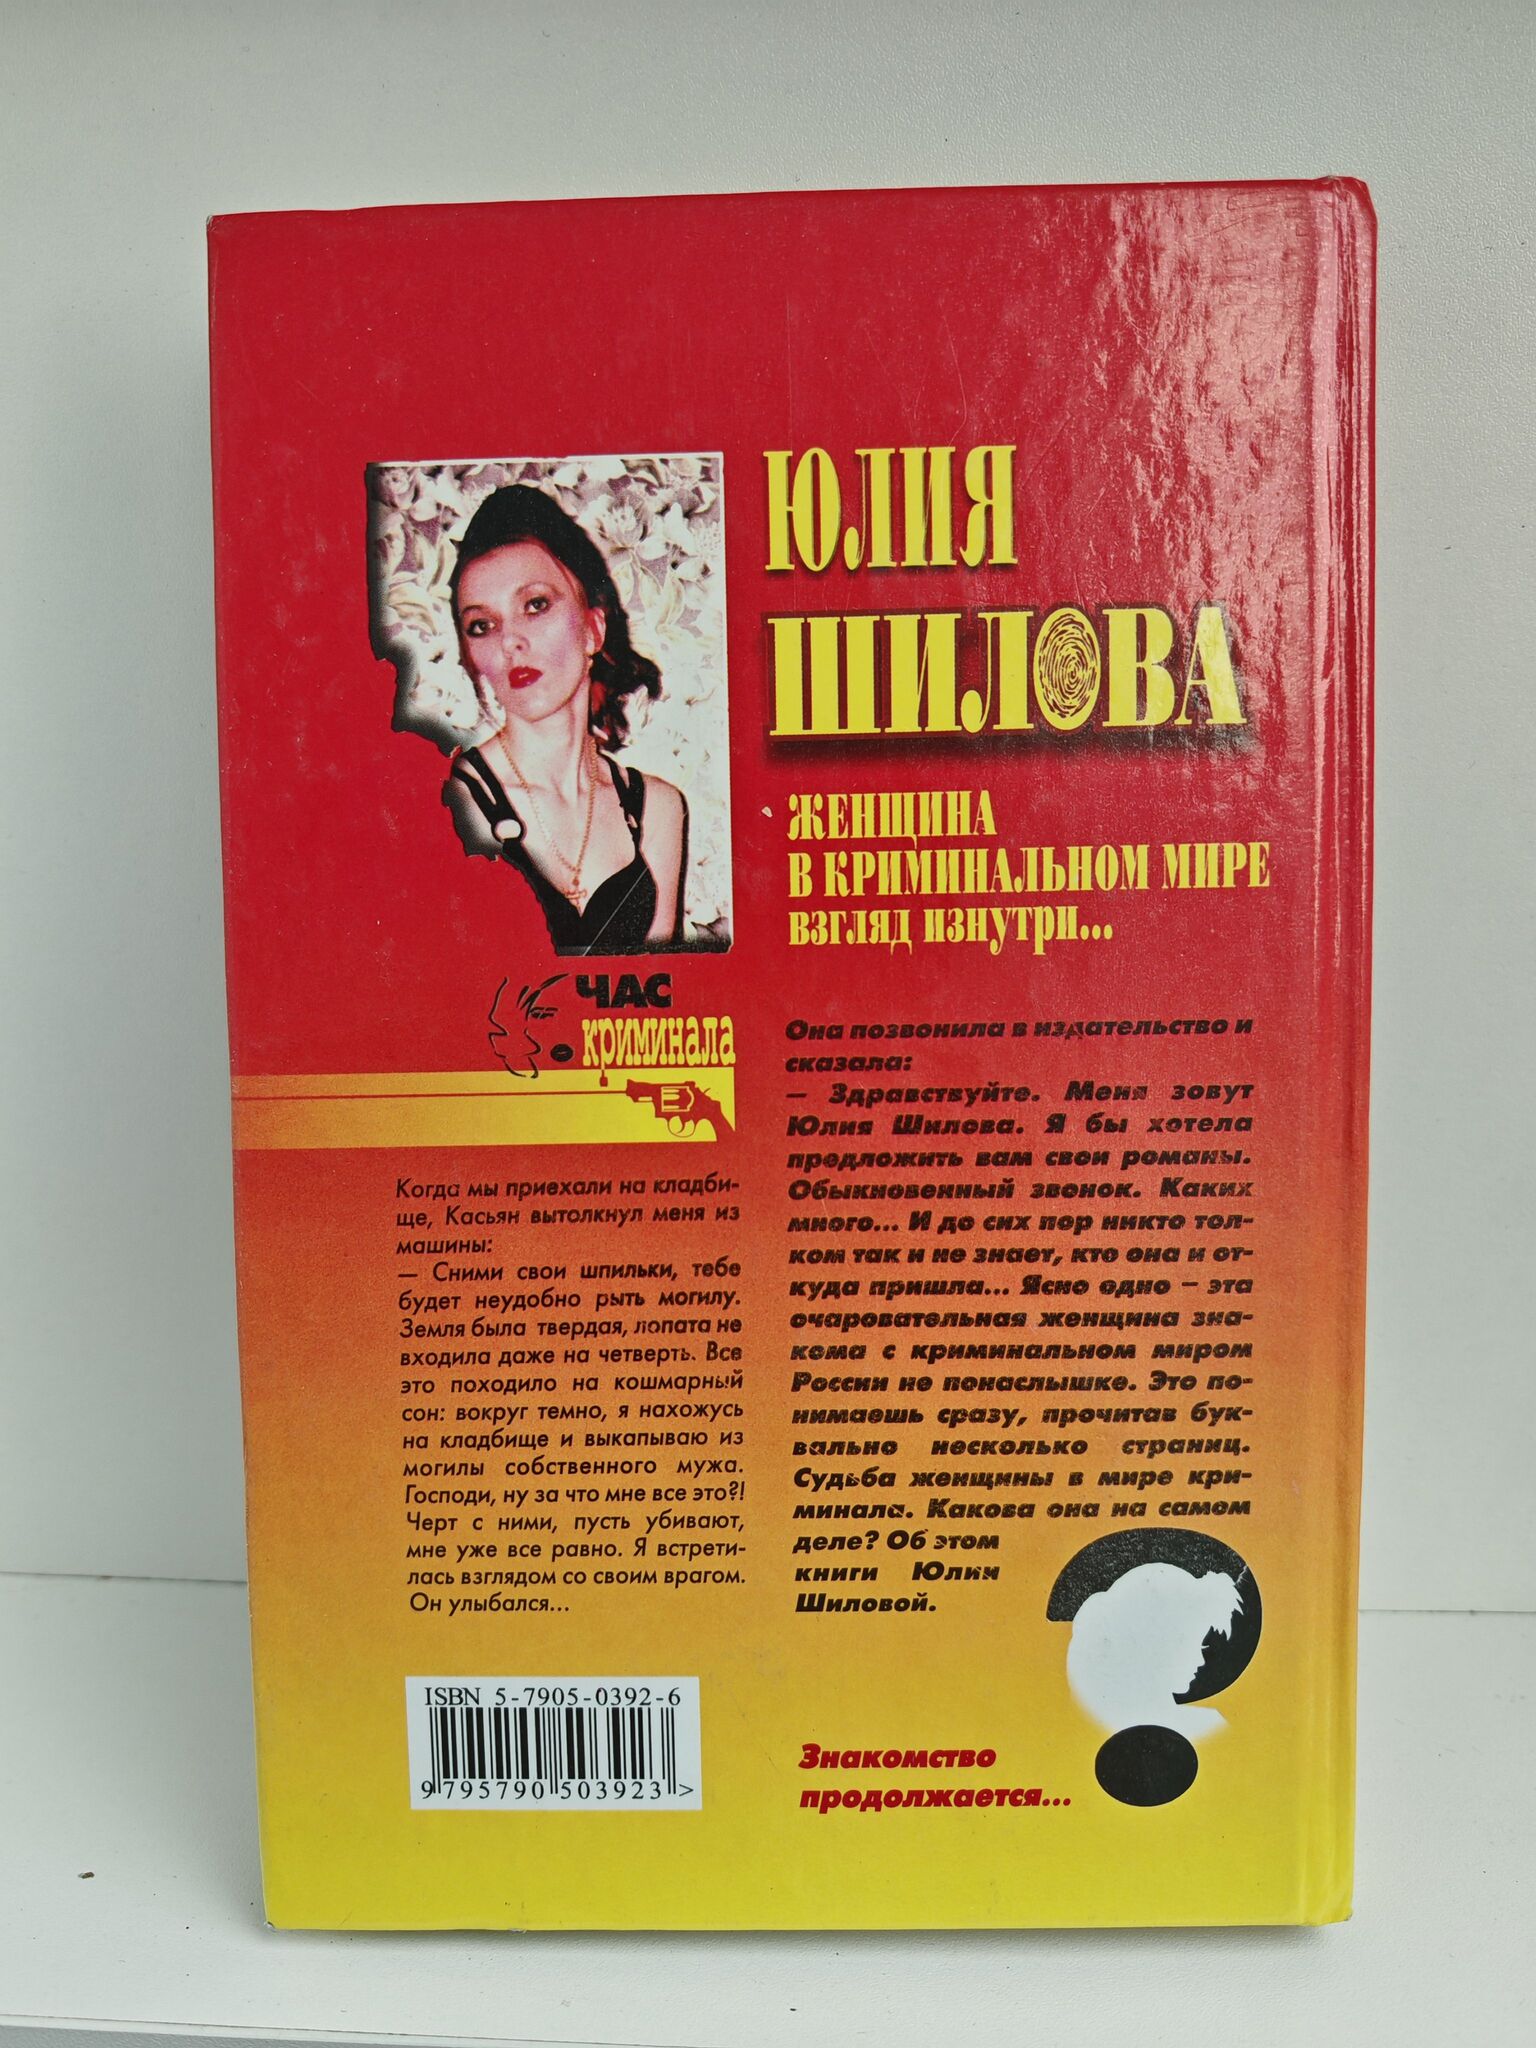 ЮЛИЯ
ШИЛОВА
ЖЕНЩИНА
В КРИМИНАЛЬНОМ МИРЕ
ВЗГЛЯД ИЗНУТРИ...
ЧАС
криминала
Когда мы приехали на кладби-
ще, Касьян вытолкнул меня из
машины:
— Сними свои шпильки, тебе
будет неудобно рыть могилу.
Земля была твердая, лопата не
входила даже на четверть. Все
это походило на кошмарный
сон: вокруг темно, я нахожусь
на кладбище и выкапываю из
могилы собственного мужа.
Господи, ну за что мне все это?!
Черт с ними, пусть убивают,
мне уже все равно. Я встрети-
лась взглядом со своим врагом.
Он улыбался...
Она позвонила в издательство и
сказала:
— Здравствуйте. Меня зовут
Юлия Шилова. Я бы хотела
предложить вам свои романы.
Обыкновенный звонок. Каких
много... И до сих пор никто тол-
ком так и не знает, кто она и от-
куда пришла... Ясно одно – эта
очаровательная женщина зна-
кома с криминальном миром
России не понаслышке. Это по-
нимаешь сразу, прочитав бук-
вально несколько страниц.
Судьба женщины в мире кри-
минала. Какова она на самом
деле? Об этом
книги Юлии
Шиловой.
ISBN 5-7905-0392-6
9 795790 503923 >
Знакомство
продолжается...